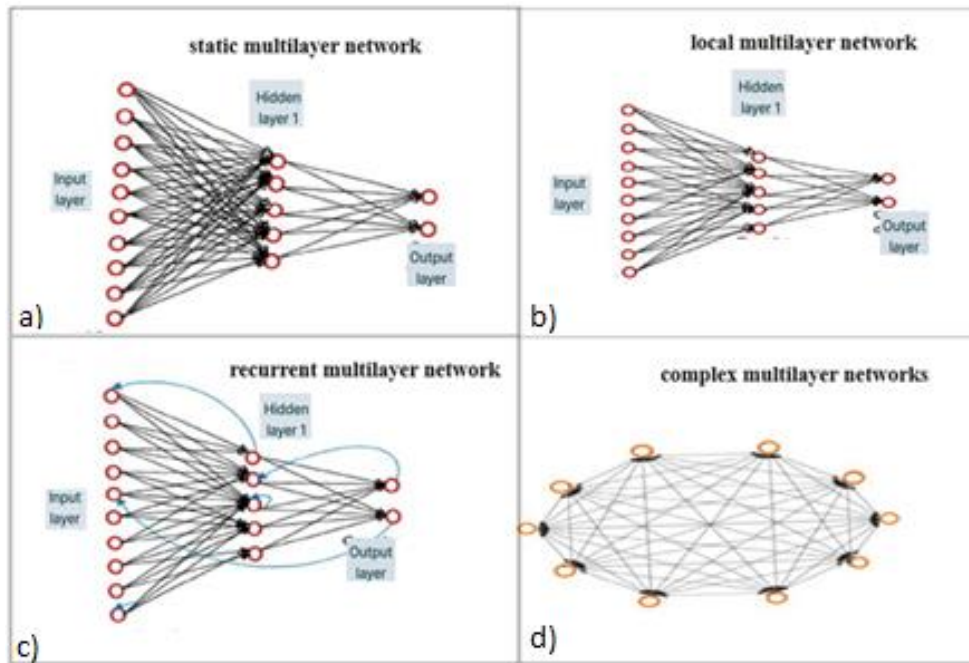 static multilayer network
Hidden
layer 1
Input
layer
Output
layer
a)
local multilayer network
Hidden
layer 1
Input
layer
Output
layer
b)
recurrent multilayer network
Hidden
layer 1
Input
layer
Output
layer
c)
complex multilayer networks
d)